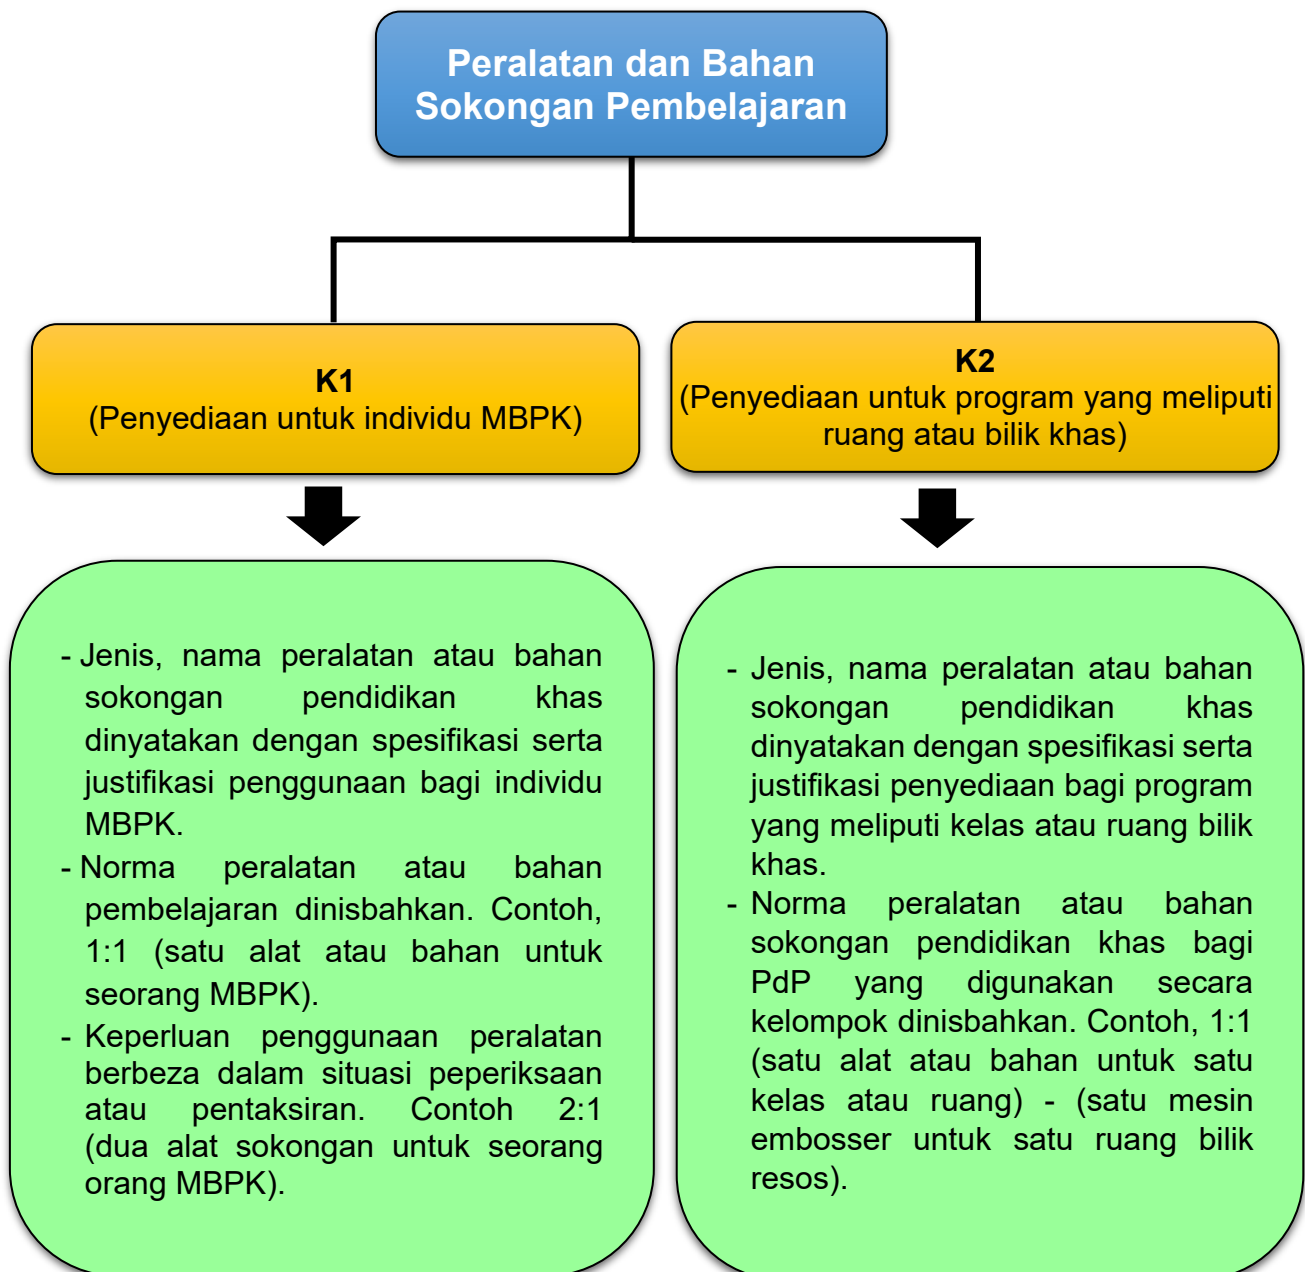 Peralatan dan Bahan
Sokongan Pembelajaran
K1
(Penyediaan untuk individu MBPK)
K2
(Penyediaan untuk program yang meliputi
ruang atau bilik khas)
- Jenis, nama peralatan atau bahan
sokongan pendidikan khas
dinyatakan dengan spesifikasi serta
justifikasi penggunaan bagi individu
MBPK.
- Norma peralatan atau bahan
pembelajaran dinisbahkan. Contoh,
1:1 (satu alat atau bahan untuk
seorang MBPK).
- Keperluan penggunaan peralatan
berbeza dalam situasi peperiksaan
atau pentaksiran. Contoh 2:1
(dua alat sokongan untuk seorang
orang MBPK).
- Jenis, nama peralatan atau bahan
sokongan pendidikan khas
dinyatakan dengan spesifikasi serta
justifikasi penyediaan bagi program
yang meliputi kelas atau ruang bilik
khas.
- Norma peralatan atau bahan
sokongan pendidikan khas bagi
PdP yang digunakan secara
kelompok dinisbahkan. Contoh, 1:1
(satu alat atau bahan untuk satu
kelas atau ruang) - (satu mesin
embosser untuk satu ruang bilik
resos).